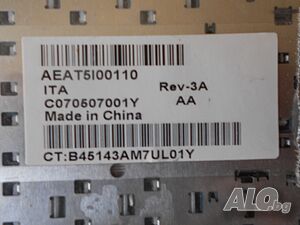 AEAT5I00110
ITA Rev-3A
C070507001Y AA
Made in China
CT:B45143AM7UL01Y
ALO.bg